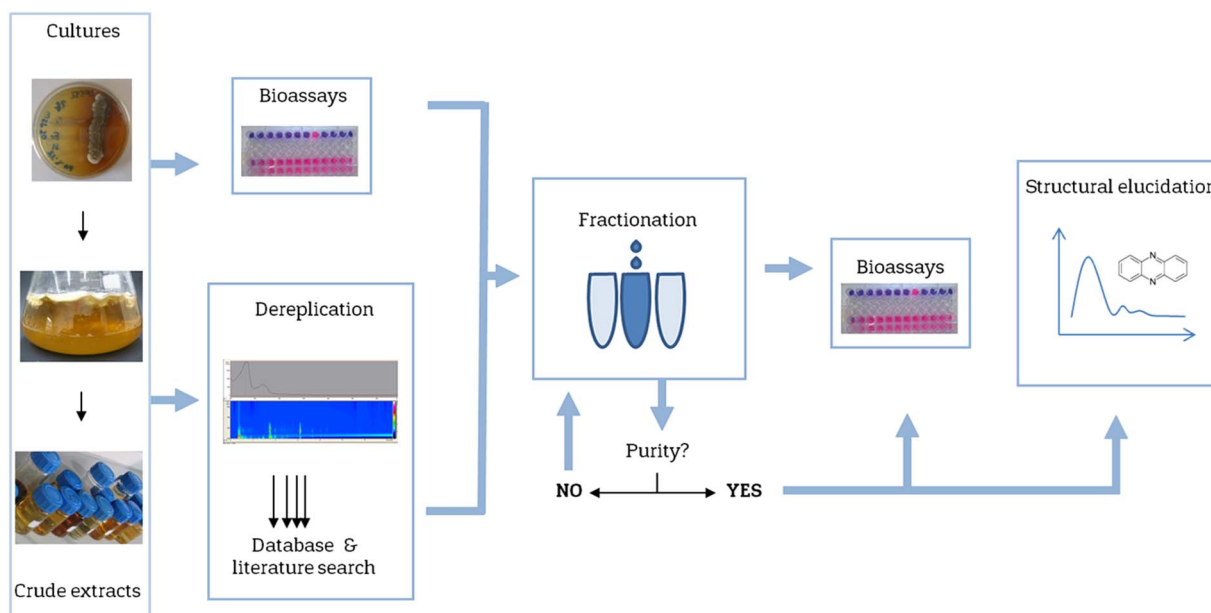 Cultures
Crude extracts
Bioassays
Dereplication
Database &
literature search
Fractionation
Purity?
NO
YES
Bioassays
Structural elucidation
N
N